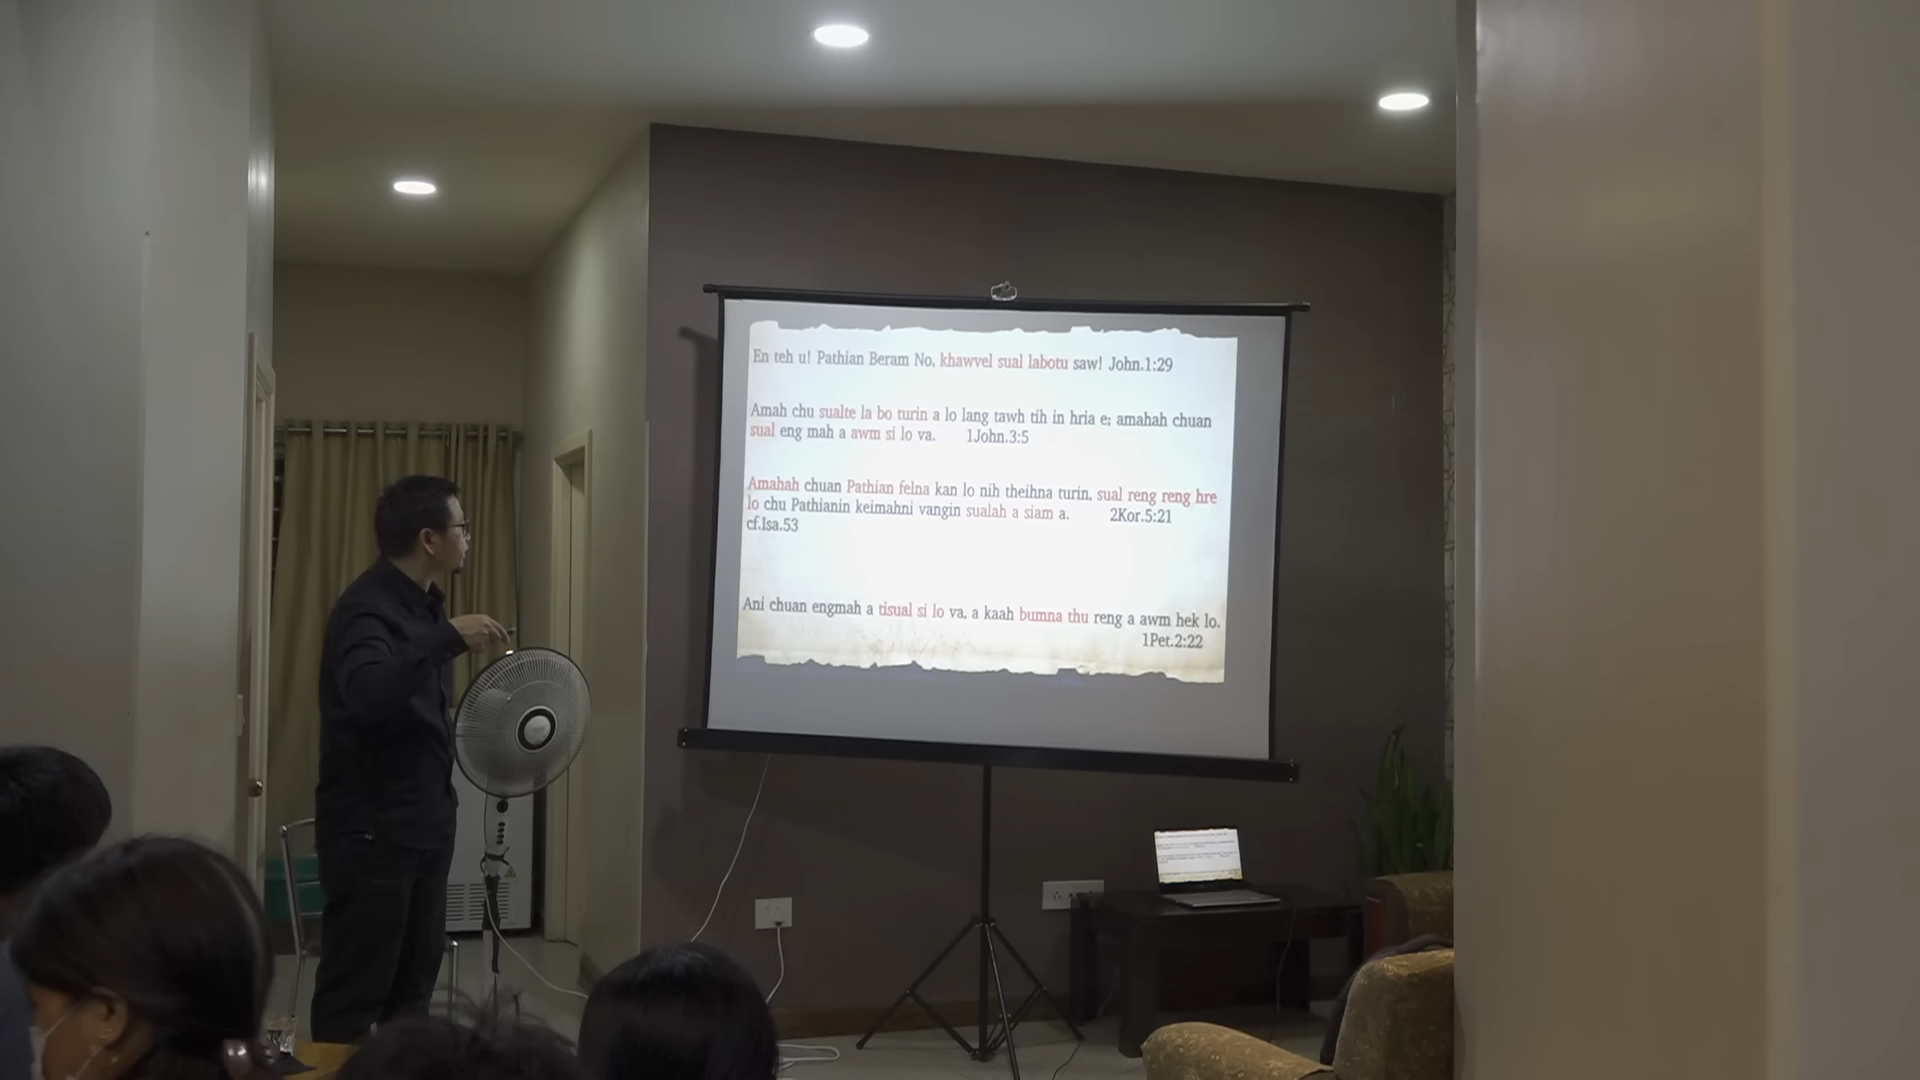 En teh u! Pathian Beram No, khawvel sual labotu saw! John.1:29
Amah chu sualte la bo turin a lo lang tawh tih in hria e; amahah chuan
sual eng mah a awm si lo va. 1John.3:5
Amahah chuan Pathian felna kan lo nih theihna turin, sual reng reng hre
lo chu Pathianin keimahni vangin sualah a siam a. 2Kor.5:21
cf.Isa.53
Ani chuan engmah a tisual si lo va, a kaah bumna thu reng a awm hek lo.
1Pet.2:22